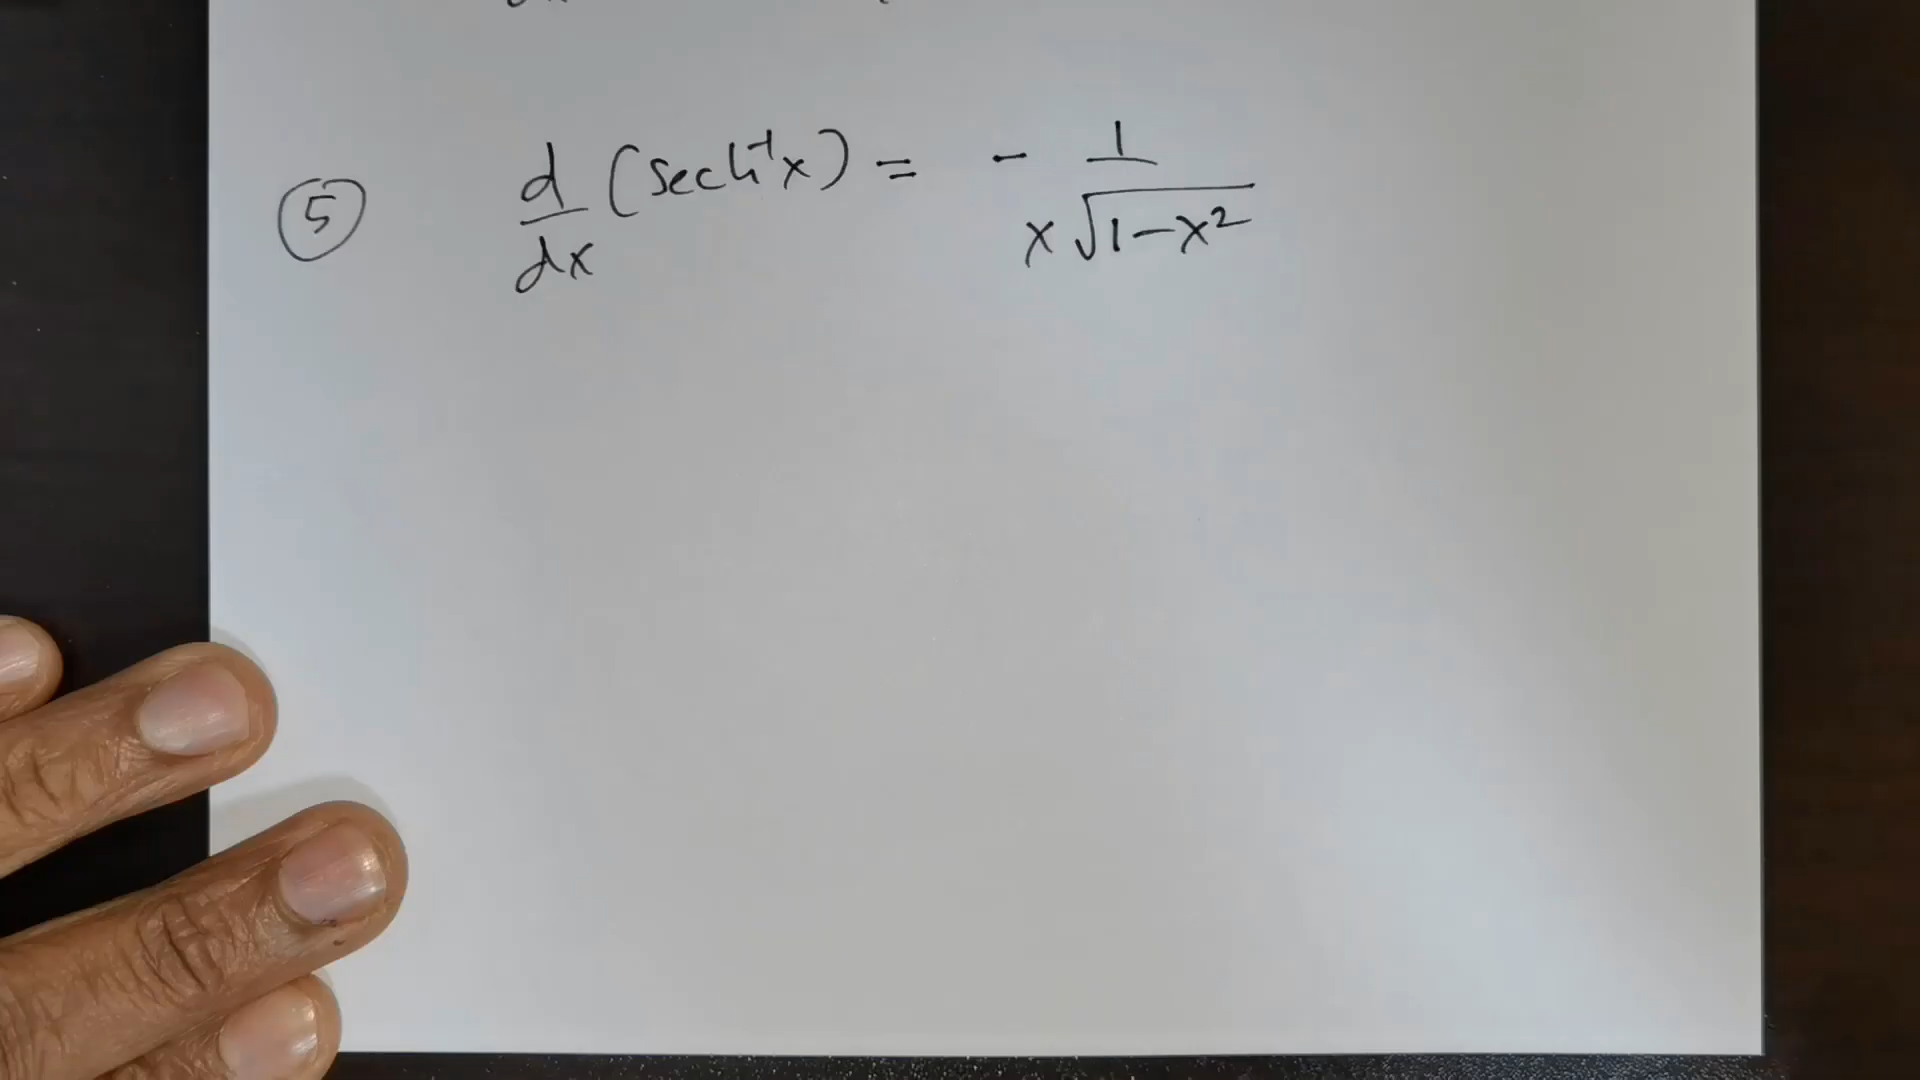 ⑤ d/dx (sech⁻¹x) = - 1/(x√(1-x²))